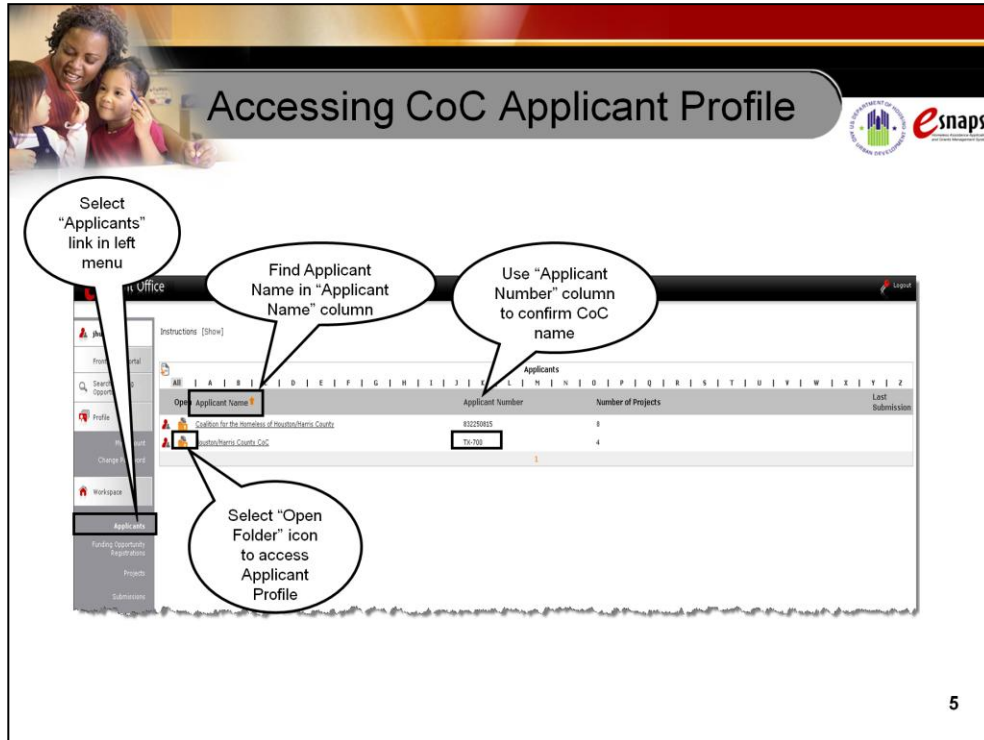 Accessing CoC Applicant Profile
esnaps
Select
“Applicants”
link in left
menu
Find Applicant
Name in “Applicant
Name” column
Use “Applicant
Number” column
to confirm CoC
name
Office
Logout
Instructions [Show]
Applicants
All | A | B | | D | E | F | G | H | I | J | K | L | M | N | O | P | Q | R | S | T | U | V | W | X | Y | Z
Open Applicant Name Applicant Number Number of Projects Last
Submission
Coalition for the Homeless of Houston/Harris County 832250815 8
Houston/Harris County CoC TX-700 4
1
Profile
Change
Workspace
Applicants
Funding Opportunity
Registrations
Projects
Submissions
Select “Open
Folder” icon
to access
Applicant
Profile
5